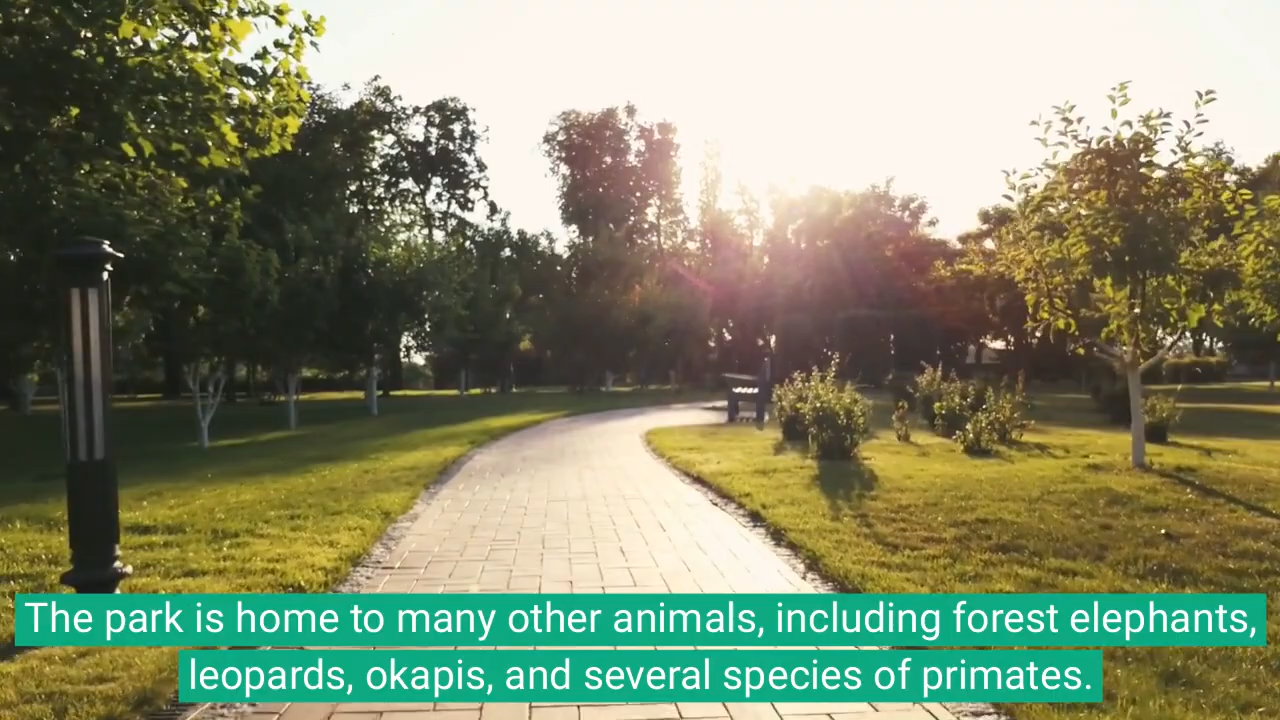 The park is home to many other animals, including forest elephants,
leopards, okapis, and several species of primates.